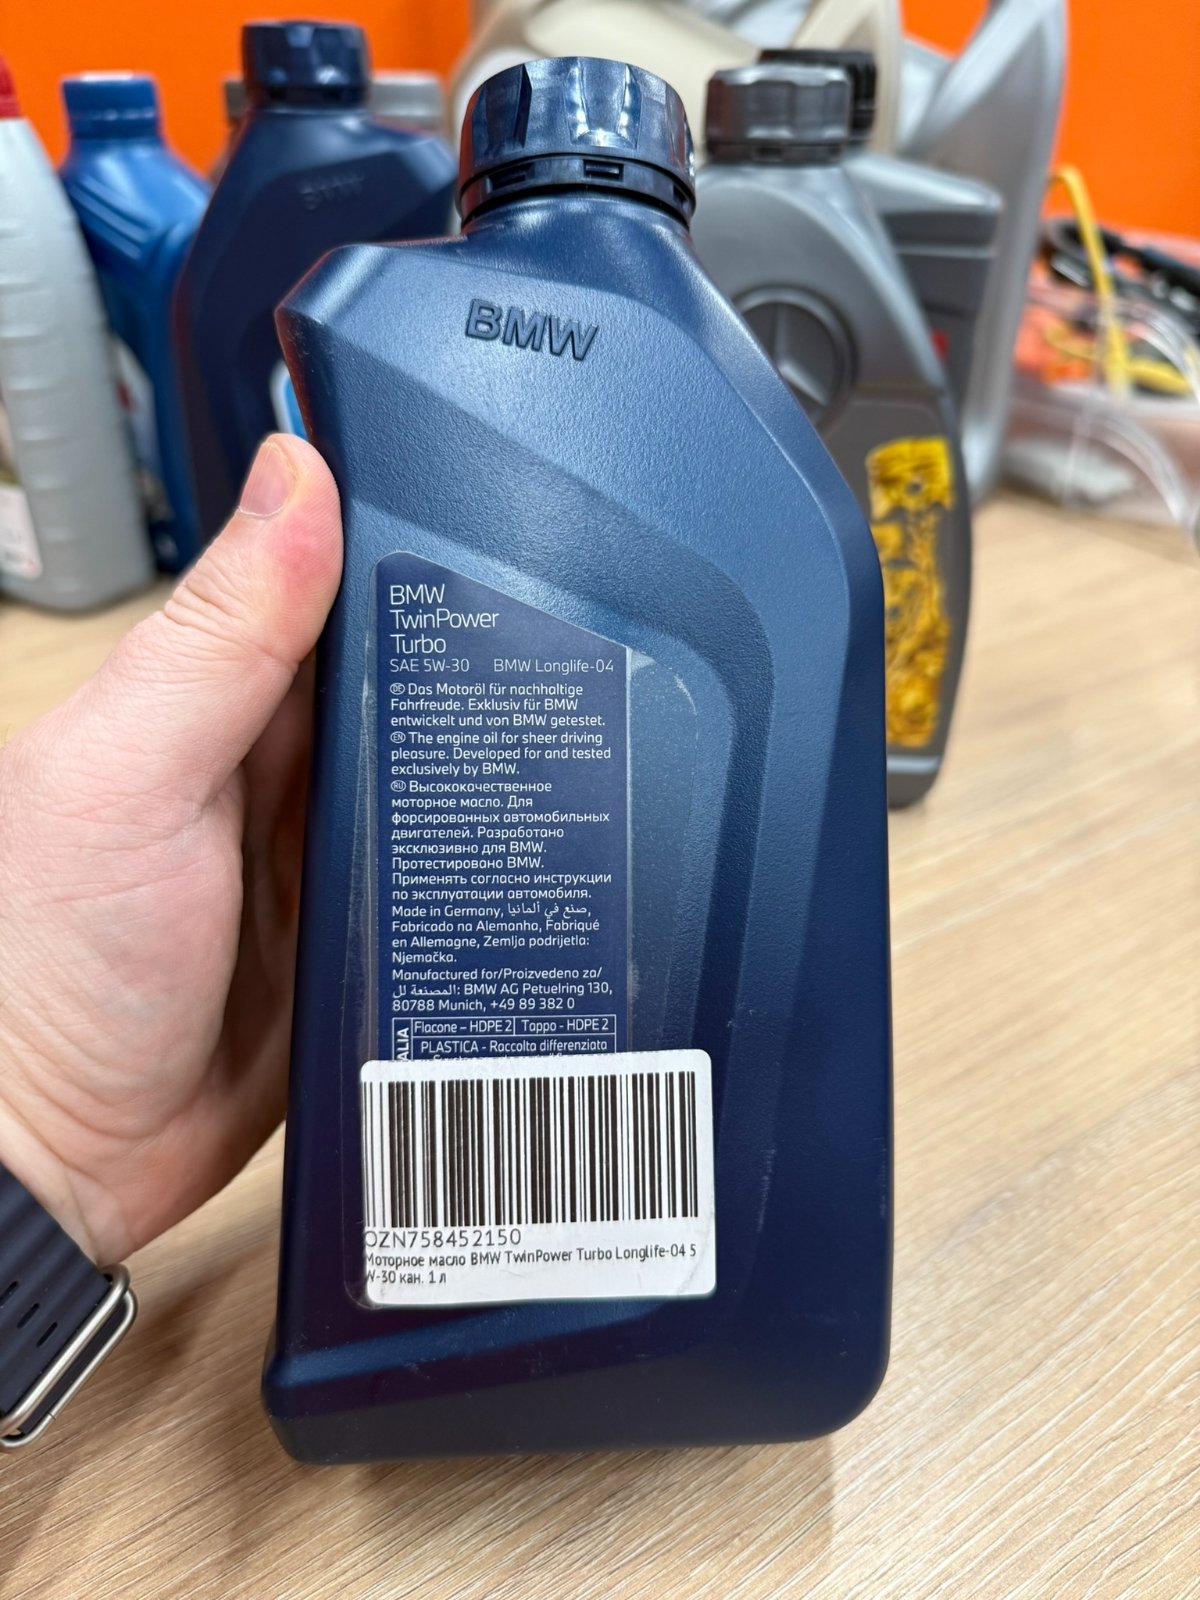 BMW
BMW
BMW
TwinPower
Turbo
SAE 5W-30 BMW Longlife-04
DE Das Motoröl für nachhaltige
Fahrfreude. Exklusiv für BMW
entwickelt und von BMW getestet.
EN The engine oil for sheer driving
pleasure. Developed for and tested
exclusively by BMW.
RU Высококачественное
моторное масло. Для
форсированных автомобильных
двигателей. Разработано
эксклюзивно для BMW.
Протестировано BMW.
Применять согласно инструкции
по эксплуатации автомобиля.
Made in Germany, صنع في ألمانيا,
Fabricado na Alemanha, Fabriqué
en Allemagne, Zemlja podrijetla:
Njemačka.
Manufactured for/Proizvedeno za/
المصنعة لل: BMW AG Petuelring 130,
80788 Munich, +49 89 382 0
Flacone – HDPE 2 Tappo - HDPE 2
PLASTICA - Raccolta differenziata
OZN758452150
Моторное масло BMW TwinPower Turbo Longlife-04 5
W-30 кан. 1 л